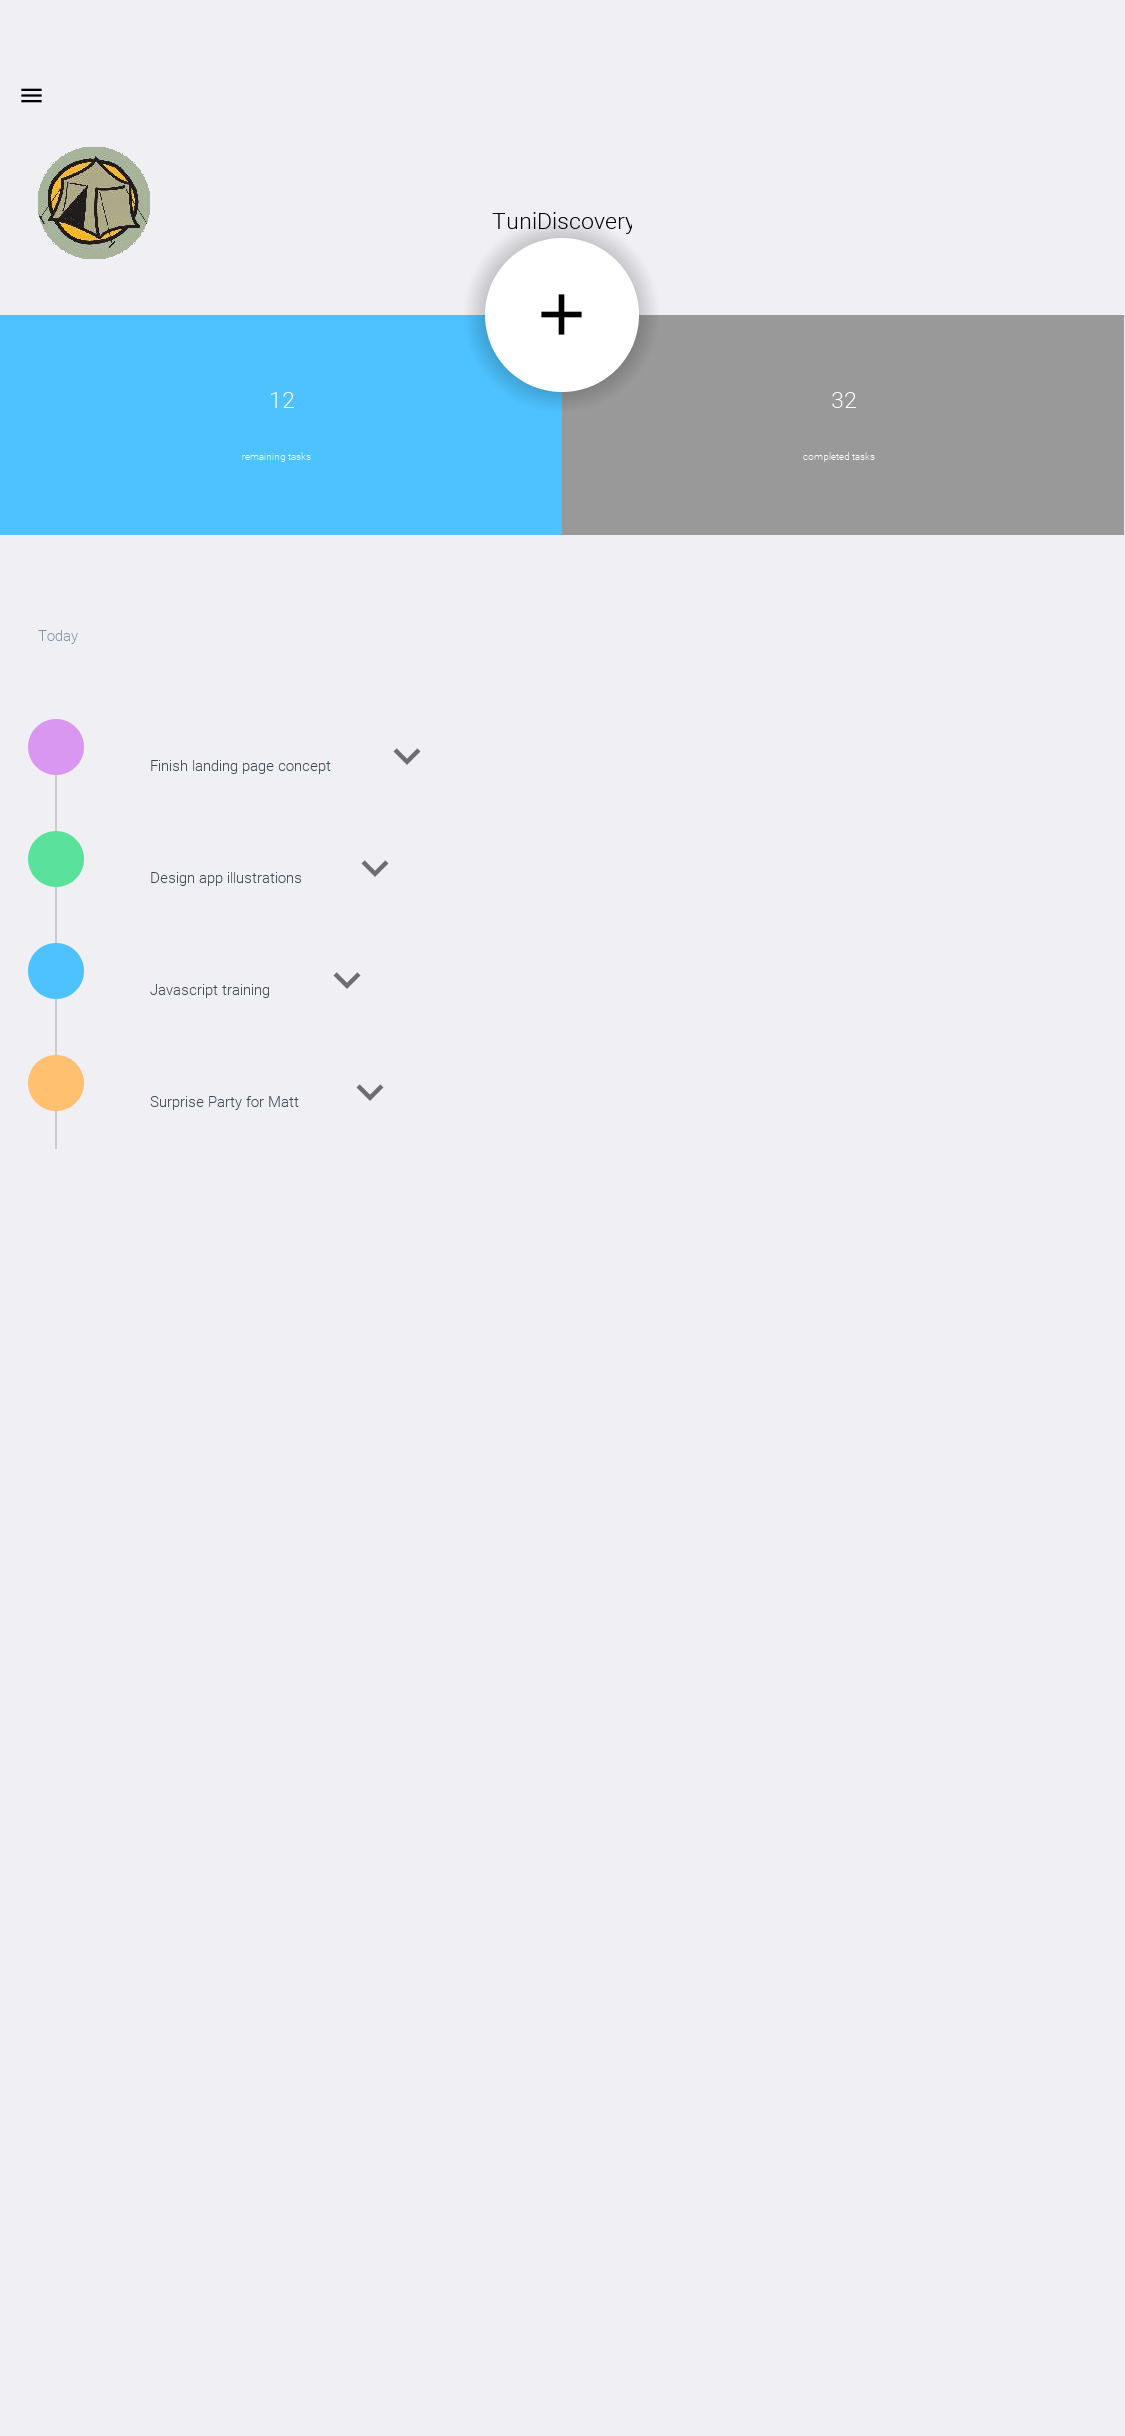 TuniDiscovery
12
remaining tasks
32
completed tasks
Today
Finish landing page concept
Design app illustrations
Javascript training
Surprise Party for Matt